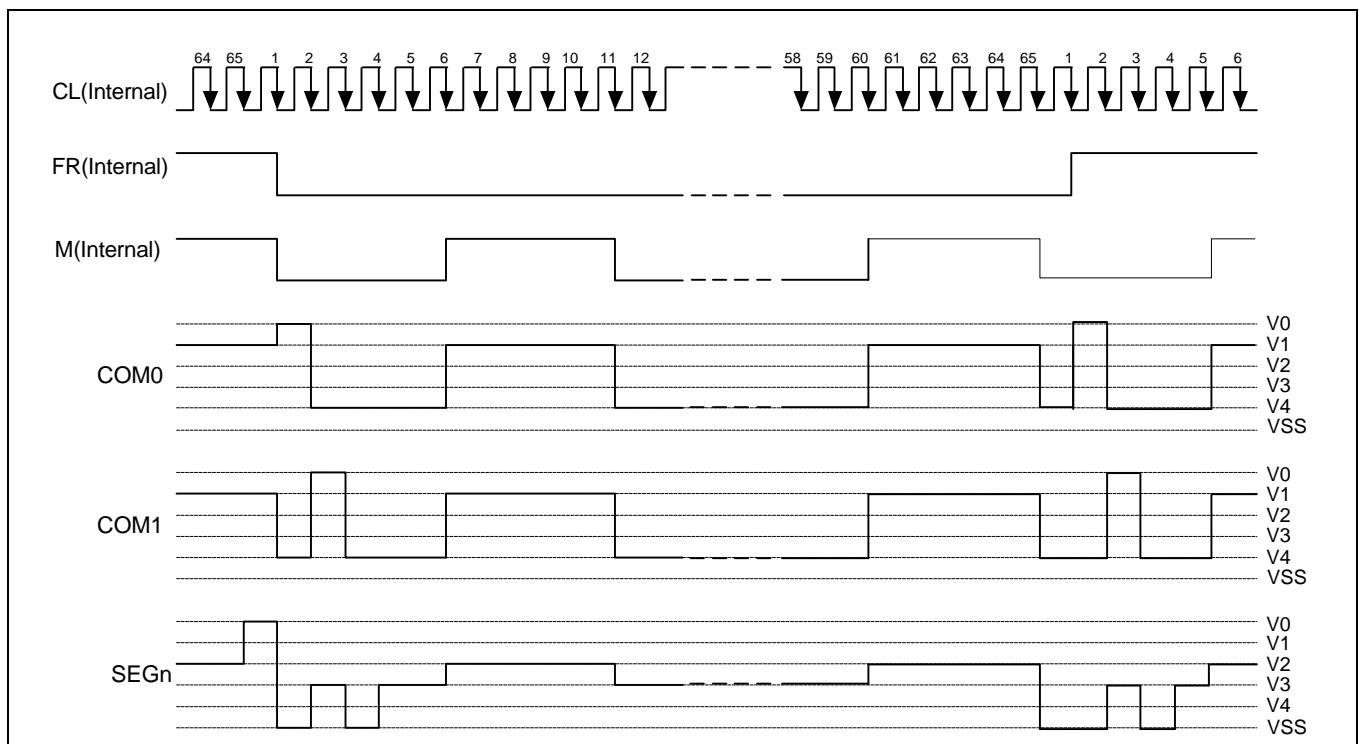 64 65 1 2 3 4 5 6 7 8 9 10 11 12 58 59 60 61 62 63 64 65 1 2 3 4 5 6
CL(Internal)
FR(Internal)
M(Internal)
COM0
V0
V1
V2
V3
V4
VSS
COM1
V0
V1
V2
V3
V4
VSS
SEGn
V0
V1
V2
V3
V4
VSS